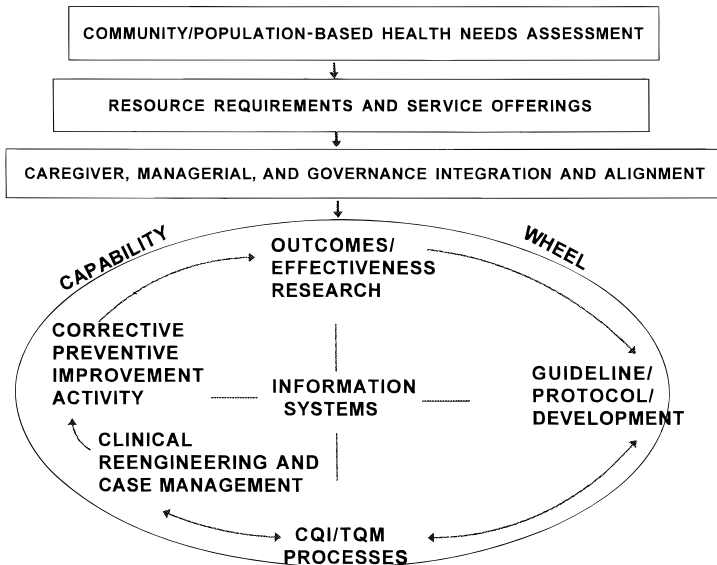 COMMUNITY/POPULATION-BASED HEALTH NEEDS ASSESSMENT
RESOURCE REQUIREMENTS AND SERVICE OFFERINGS
CAREGIVER, MANAGERIAL, AND GOVERNANCE INTEGRATION AND ALIGNMENT
CAPABILITY
WHEEL
OUTCOMES/
EFFECTIVENESS
RESEARCH
CORRECTIVE
PREVENTIVE
IMPROVEMENT
ACTIVITY
INFORMATION
SYSTEMS
GUIDELINE/
PROTOCOL/
DEVELOPMENT
CLINICAL
REENGINEERING AND
CASE MANAGEMENT
CQI/TQM
PROCESSES